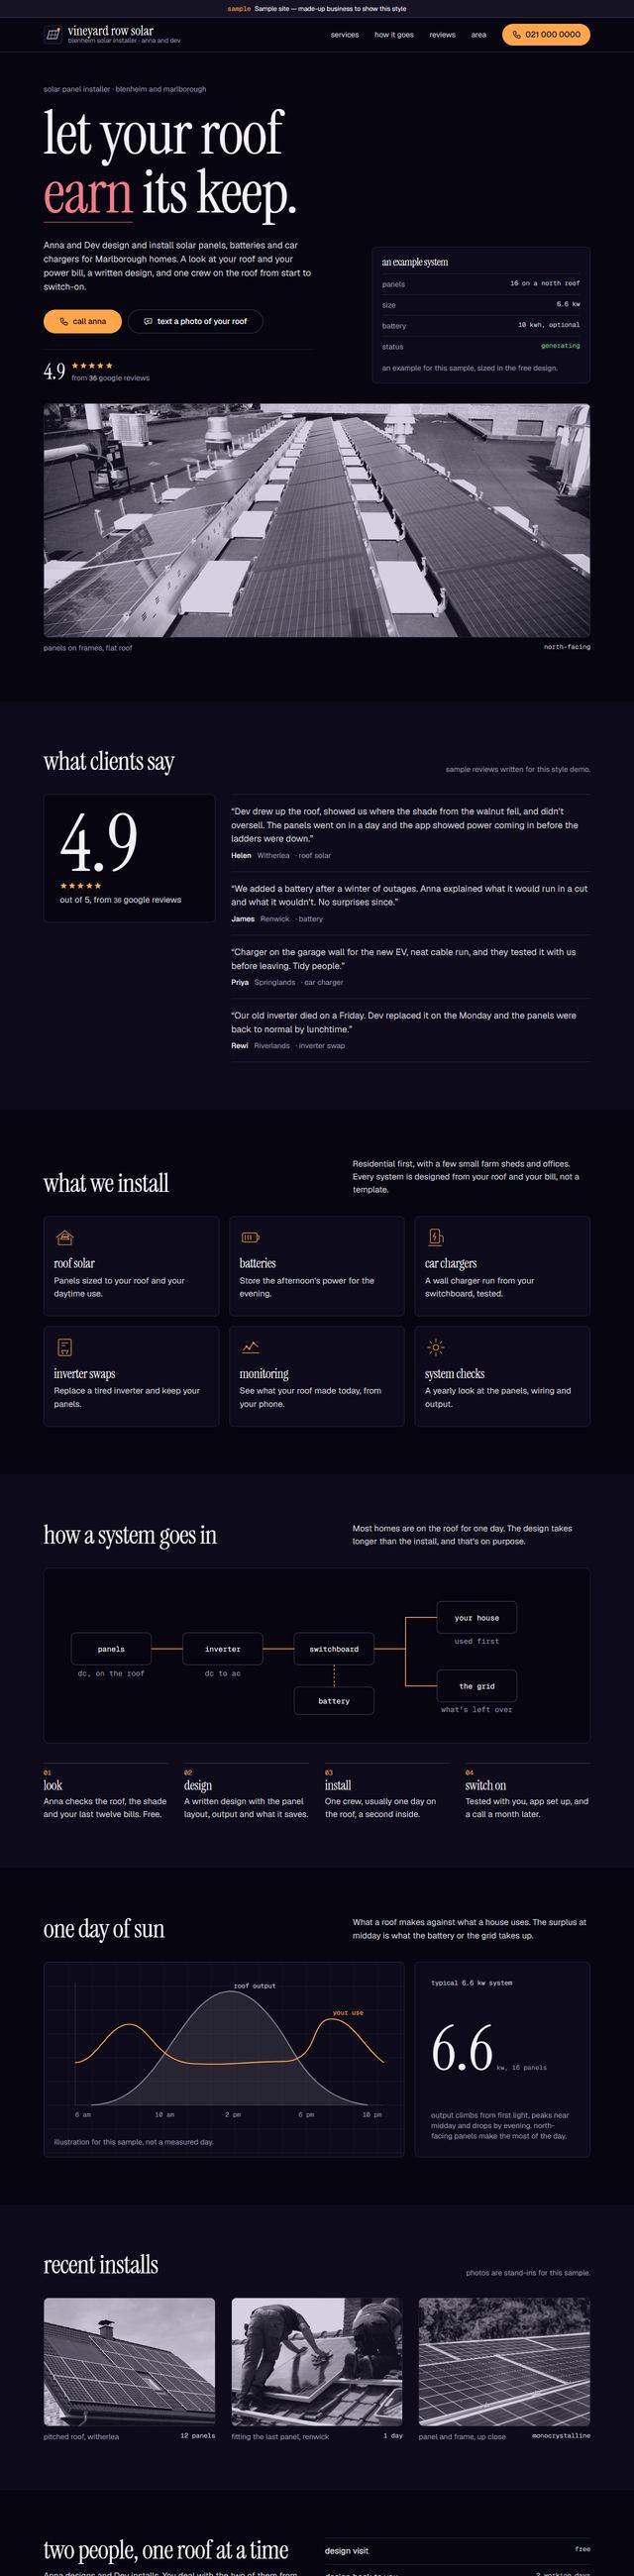 sample Sample site — made-up business to show this style
vineyard row solar
blenheim solar installer · anna and dev
services how it goes reviews area 021 000 0000
solar panel installer · blenheim and marlborough
let your roof
earn its keep.
Anna and Dev design and install solar panels, batteries and car
chargers for Marlborough homes. A look at your roof and your
power bill, a written design, and one crew on the roof from start to
switch-on.
call anna
text a photo of your roof
4.9
from 36 google reviews
an example system
panels 16 on a north roof
size 6.6 kw
battery 10 kwh, optional
status generating
an example for this sample, sized in the free design.
panels on frames, flat roof north-facing
what clients say
sample reviews written for this style demo.
4.9
out of 5, from 36 google reviews
“Dev drew up the roof, showed us where the shade from the walnut fell, and didn’t
oversell. The panels went on in a day and the app showed power coming in before the
ladders were down.”
Helen Witherlea · roof solar
“We added a battery after a winter of outages. Anna explained what it would run in a cut
and what it wouldn’t. No surprises since.”
James Renwick · battery
“Charger on the garage wall for the new EV, neat cable run, and they tested it with us
before leaving. Tidy people.”
Priya Springlands · car charger
“Our old inverter died on a Friday. Dev replaced it on the Monday and the panels were
back to normal by lunchtime.”
Rewi Riverlands · inverter swap
what we install
Residential first, with a few small farm sheds and offices.
Every system is designed from your roof and your bill, not a
template.
roof solar
Panels sized to your roof and your
daytime use.
batteries
Store the afternoon’s power for the
evening.
car chargers
A wall charger run from your
switchboard, tested.
inverter swaps
Replace a tired inverter and keep your
panels.
monitoring
See what your roof made today, from
your phone.
system checks
A yearly look at the panels, wiring and
output.
how a system goes in
Most homes are on the roof for one day. The design takes
longer than the install, and that’s on purpose.
panels
dc, on the roof
inverter
dc to ac
switchboard
battery
your house
used first
the grid
what’s left over
01
look
Anna checks the roof, the shade
and your last twelve bills. Free.
02
design
A written design with the panel
layout, output and what it saves.
03
install
One crew, usually one day on
the roof, a second inside.
04
switch on
Tested with you, app set up, and
a call a month later.
one day of sun
What a roof makes against what a house uses. The surplus at
midday is what the battery or the grid takes up.
roof output
your use
6 am 10 am 2 pm 6 pm 10 pm
illustration for this sample, not a measured day.
typical 6.6 kw system
6.6 kw, 16 panels
output climbs from first light, peaks near
midday and drops by evening. north-
facing panels make the most of the day.
recent installs
photos are stand-ins for this sample.
pitched roof, witherlea 12 panels
fitting the last panel, renwick 1 day
panel and frame, up close monocrystalline
two people, one roof at a time
design visit free